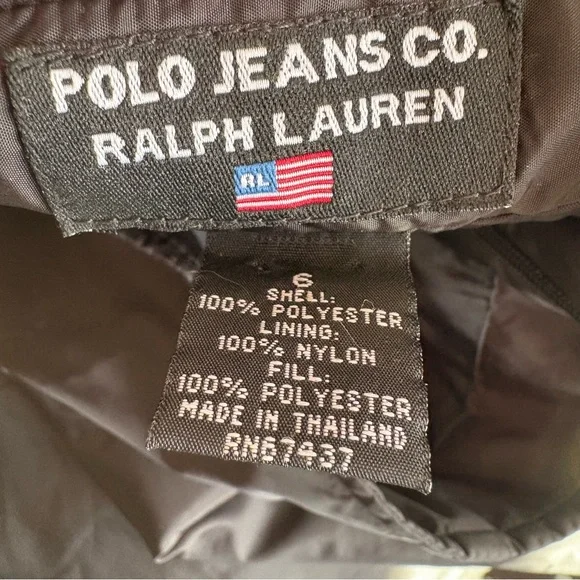 POLO JEANS CO.
RALPH LAUREN
RL
6
SHELL:
100% POLYESTER
LINING:
100% NYLON
FILL:
100% POLYESTER
MADE IN THAILAND
RN67437